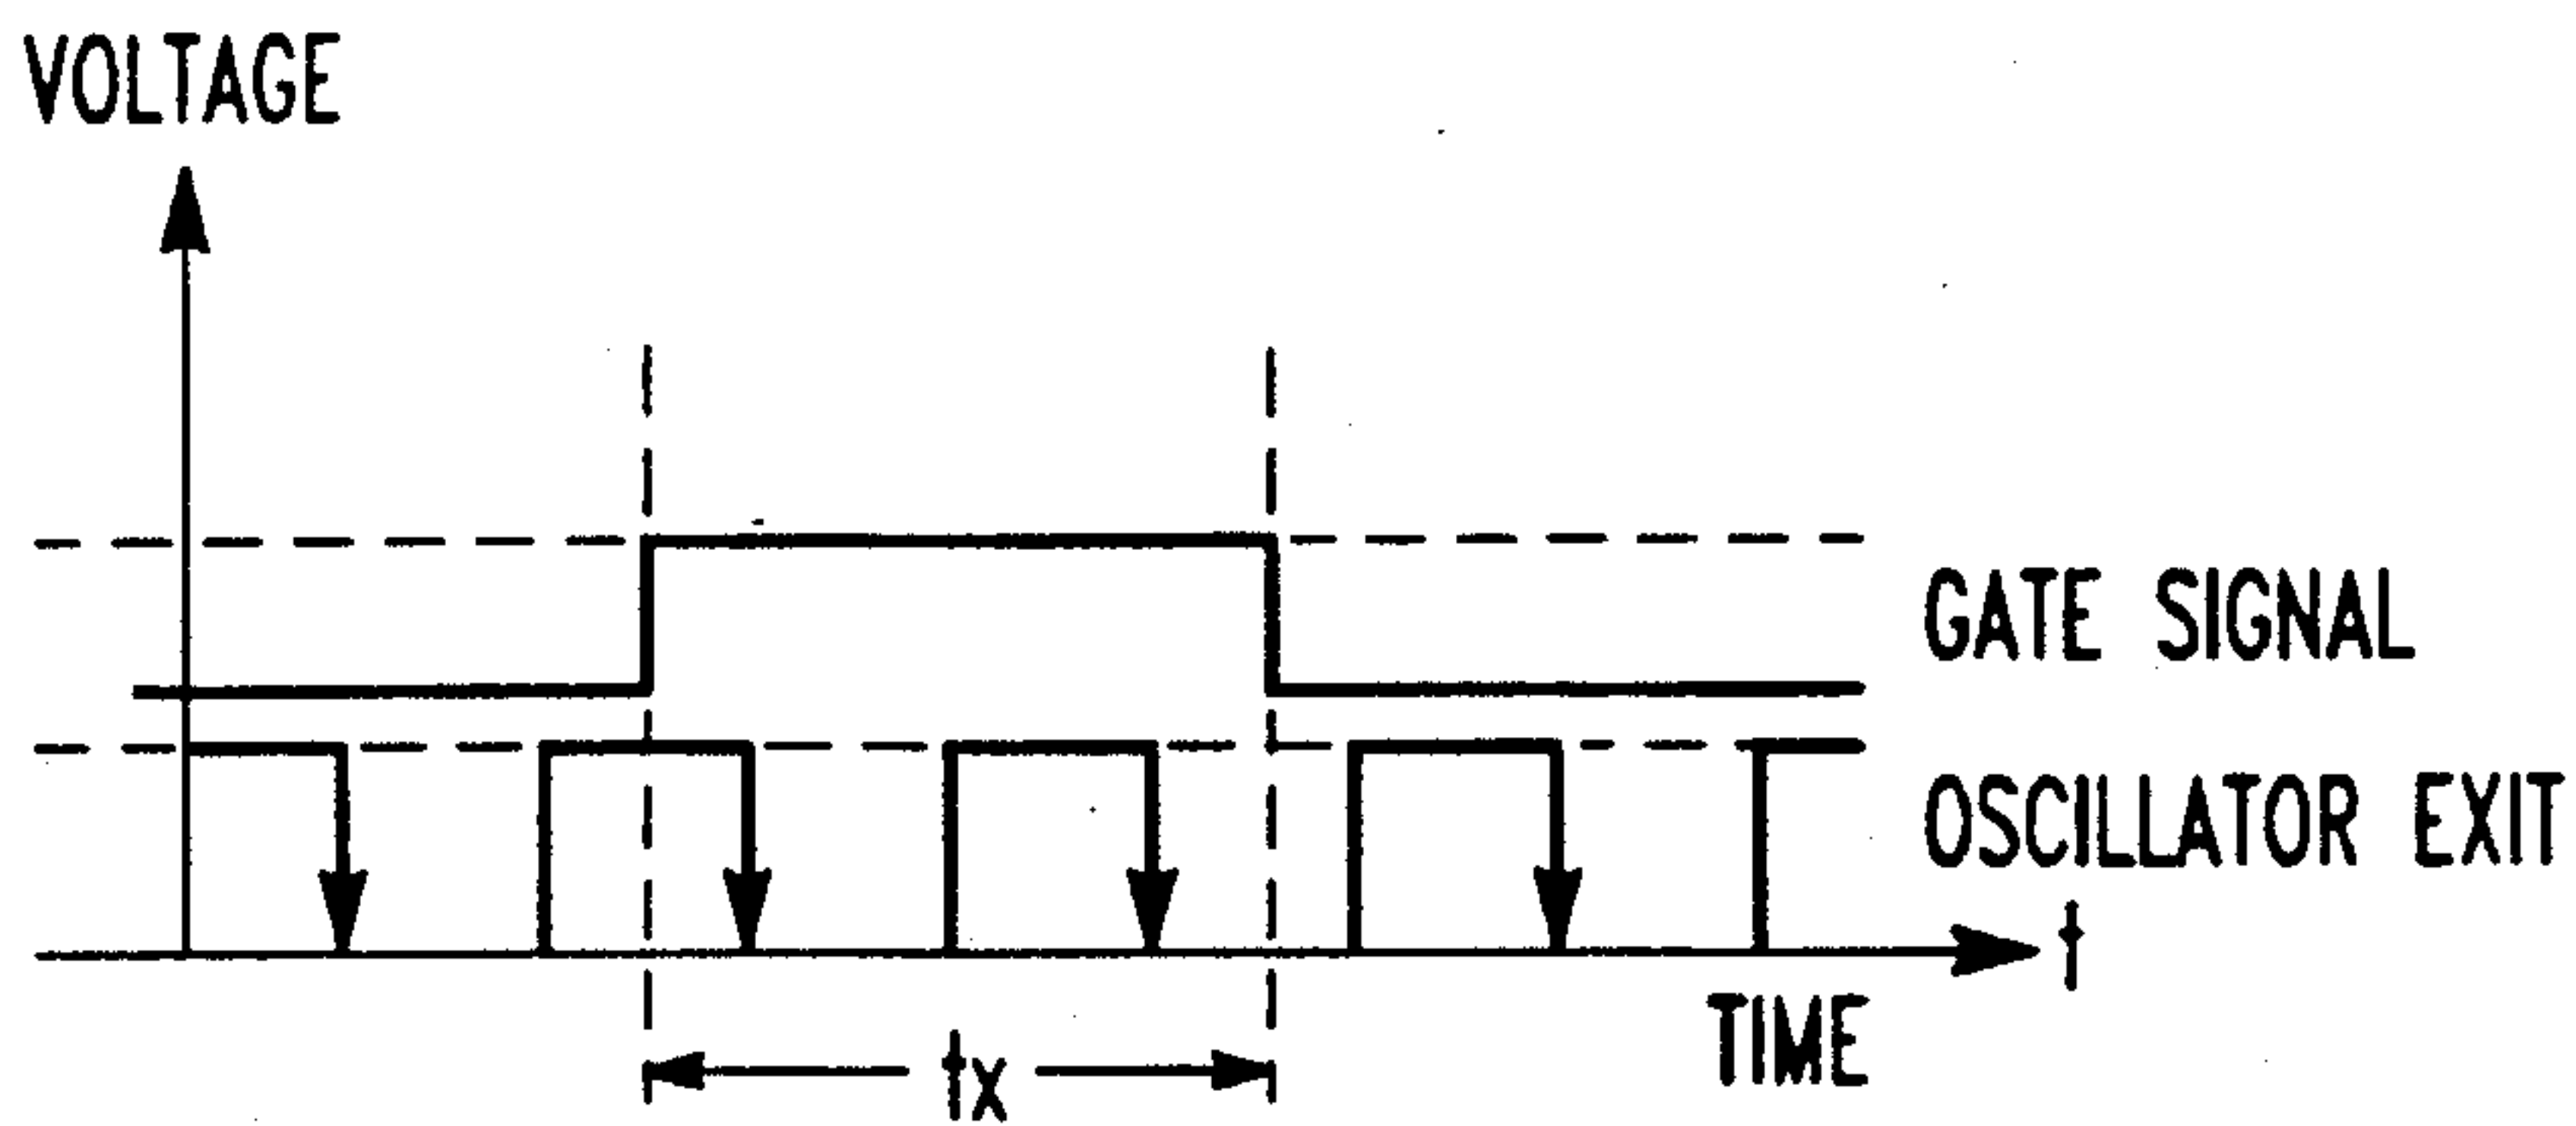 VOLTAGE
GATE SIGNAL
OSCILLATOR EXIT
t
TIME
tx